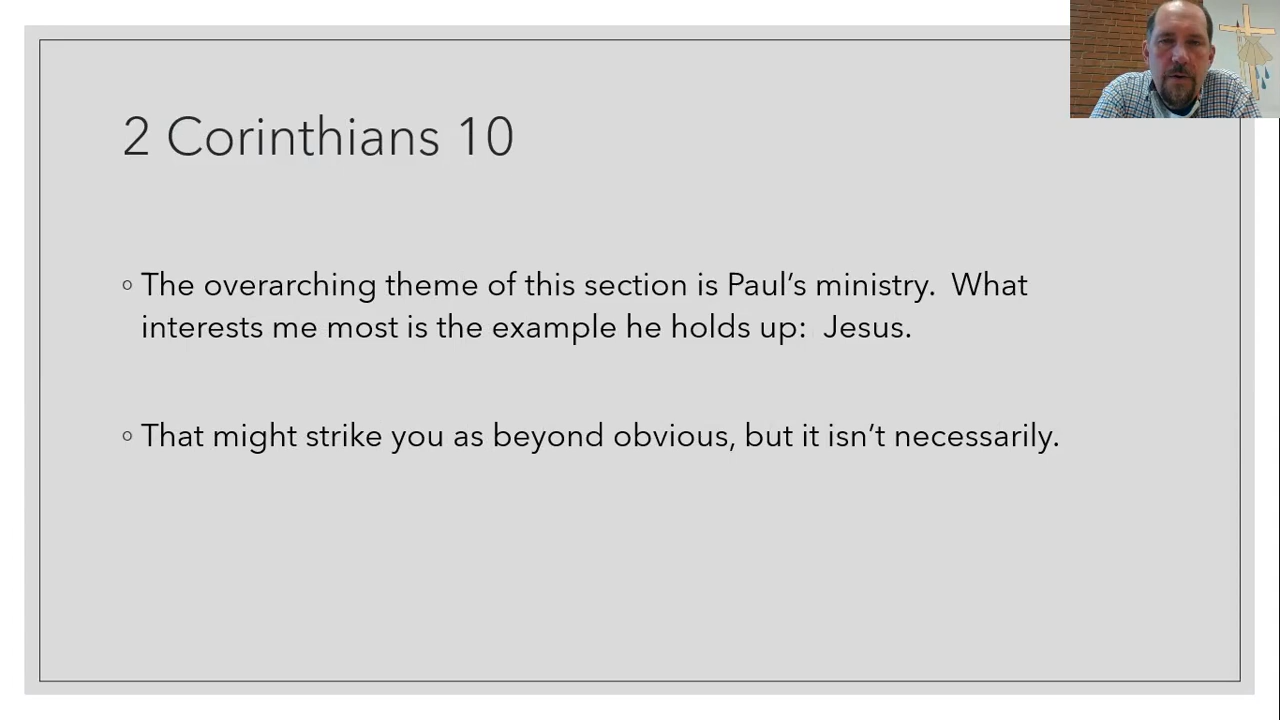 2 Corinthians 10
◦ The overarching theme of this section is Paul’s ministry.  What
interests me most is the example he holds up:  Jesus.
◦ That might strike you as beyond obvious, but it isn’t necessarily.